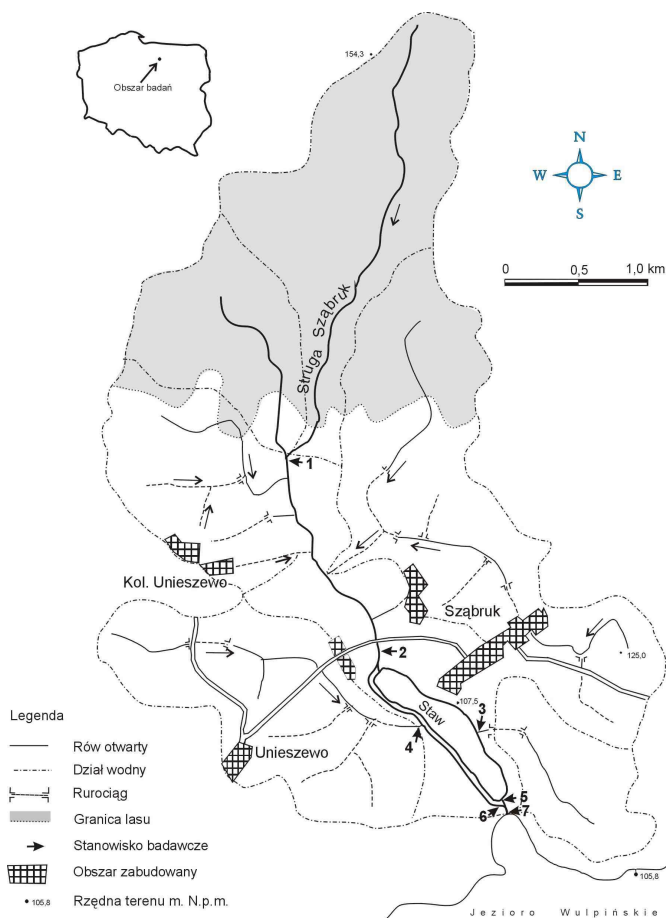 154,3
Obszar badań
N
W
E
S
0
0,5
1,0 km
Struga Sząbruk
1
Kol. Unieszewo
Sząbruk
2
125,0
107,5
Staw
3
4
Unieszewo
5
6
7
105,8
Legenda
Rów otwarty
Dział wodny
Rurociąg
Granica lasu
Stanowisko badawcze
Obszar zabudowany
105,8
Rzędna terenu m. N.p.m.
Jezioro Wulpińskie